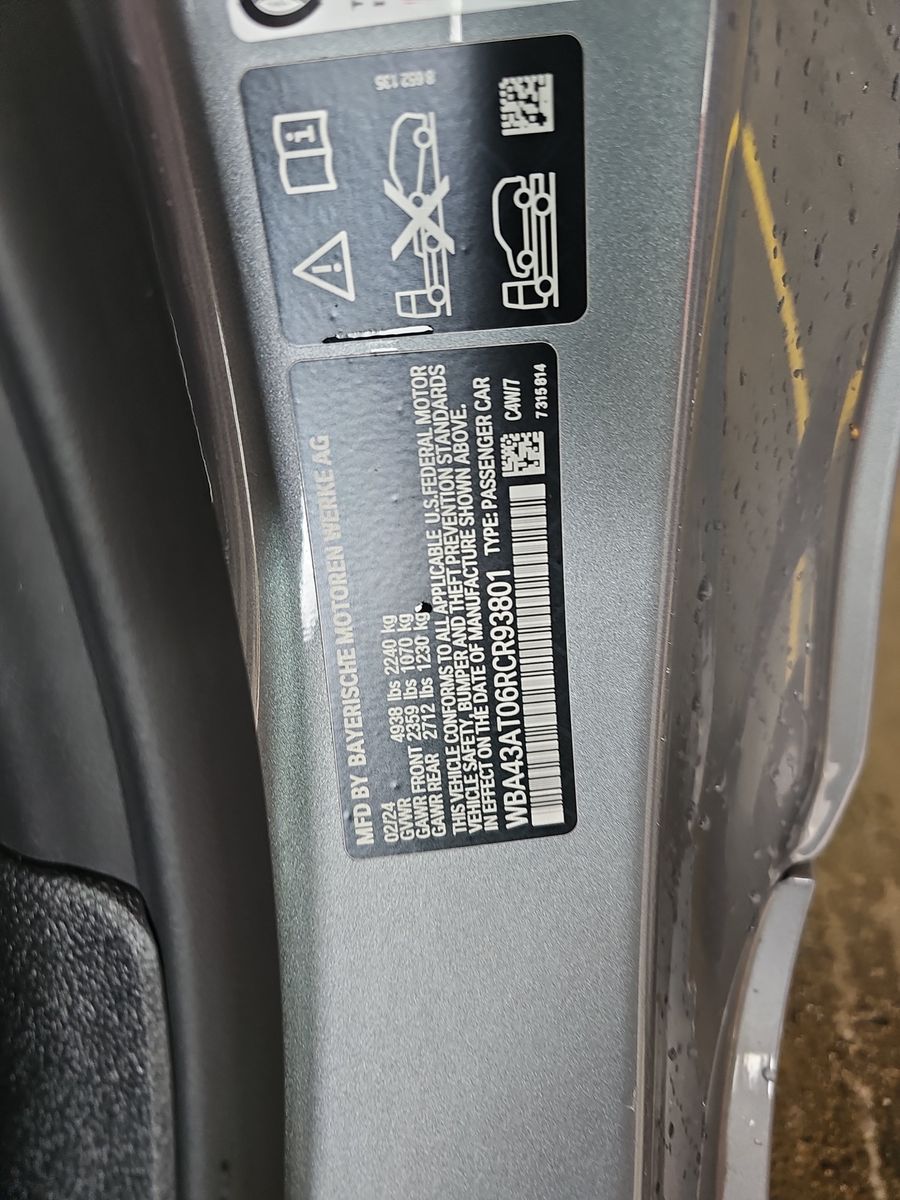 8 652 135
MFD BY BAYERISCHE MOTOREN WERKE AG
02/24
GVWR 4938 lbs 2240 kg
GAWR FRONT 2359 lbs 1070 kg
GAWR REAR 2712 lbs 1230 kg
THIS VEHICLE CONFORMS TO ALL APPLICABLE U.S.FEDERAL MOTOR
VEHICLE SAFETY, BUMPER AND THEFT PREVENTION STANDARDS
IN EFFECT ON THE DATE OF MANUFACTURE SHOWN ABOVE.
WBA43AT06RCR93801 TYPE: PASSENGER CAR
C4W/7
7 315 814